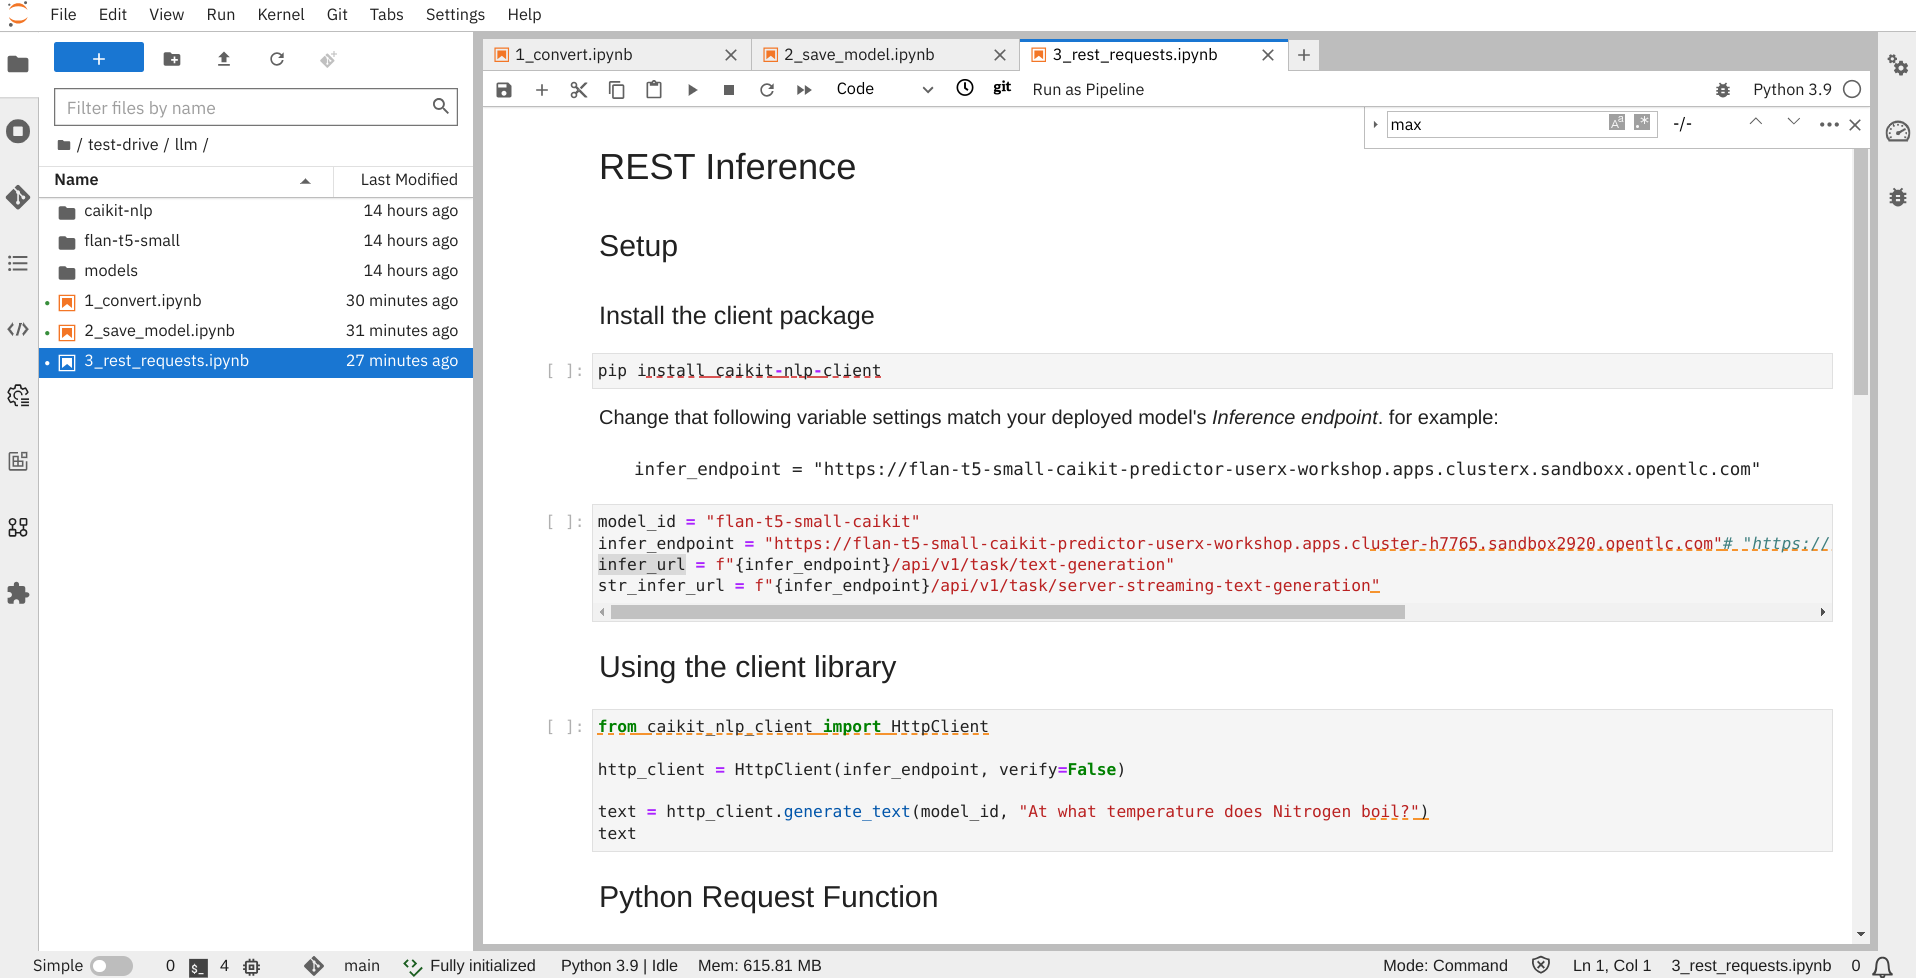 File Edit View Run Kernel Git Tabs Settings Help
+
Filter files by name
/ test-drive / llm /
Name Last Modified
caikit-nlp 14 hours ago
flan-t5-small 14 hours ago
models 14 hours ago
1_convert.ipynb 30 minutes ago
2_save_model.ipynb 31 minutes ago
3_rest_requests.ipynb 27 minutes ago
1_convert.ipynb 2_save_model.ipynb 3_rest_requests.ipynb
Code git Run as Pipeline Python 3.9
max -/-
REST Inference
Setup
Install the client package
[ ]: pip install caikit-nlp-client
Change that following variable settings match your deployed model's Inference endpoint. for example:
infer_endpoint = "https://flan-t5-small-caikit-predictor-userx-workshop.apps.clusterx.sandboxx.opentlc.com"
[ ]: model_id = "flan-t5-small-caikit"
infer_endpoint = "https://flan-t5-small-caikit-predictor-userx-workshop.apps.cluster-h7765.sandbox2920.opentlc.com"# "https://
infer_url = f"{infer_endpoint}/api/v1/task/text-generation"
str_infer_url = f"{infer_endpoint}/api/v1/task/server-streaming-text-generation"
Using the client library
[ ]: from caikit_nlp_client import HttpClient
http_client = HttpClient(infer_endpoint, verify=False)
text = http_client.generate_text(model_id, "At what temperature does Nitrogen boil?")
text
Python Request Function
Simple 0 $_ 4 main Fully initialized Python 3.9 | Idle Mem: 615.81 MB Mode: Command Ln 1, Col 1 3_rest_requests.ipynb 0